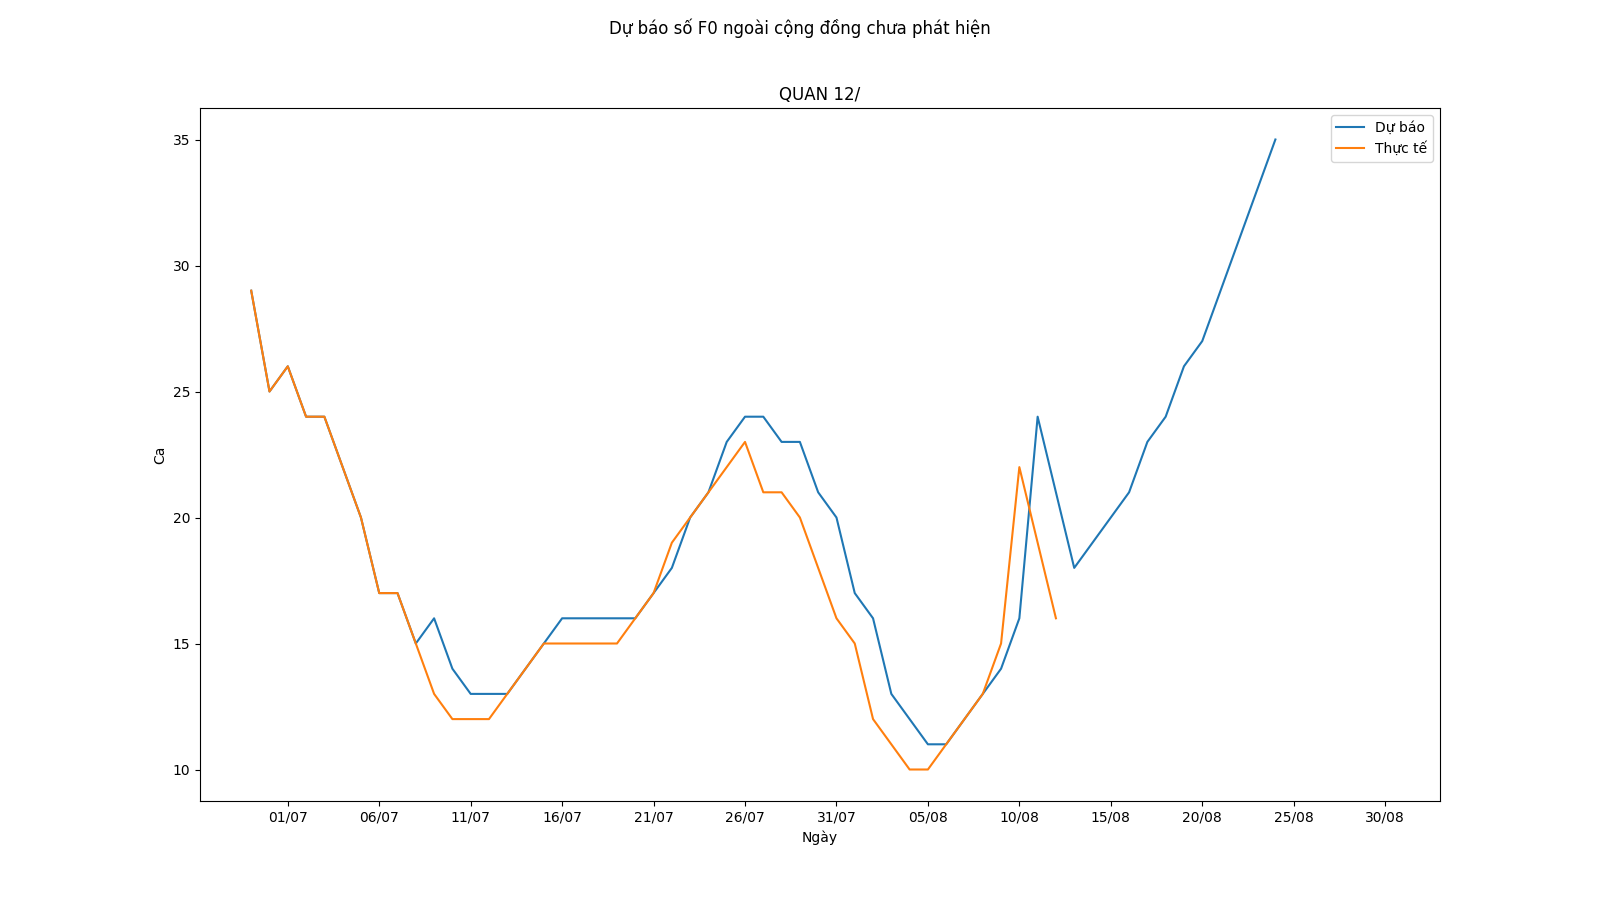 Dự báo số F0 ngoài cộng đồng chưa phát hiện
QUAN 12/
Dự báo
Thực tế
35
30
25
20
15
10
Ca
01/07 06/07 11/07 16/07 21/07 26/07 31/07 05/08 10/08 15/08 20/08 25/08 30/08
Ngày